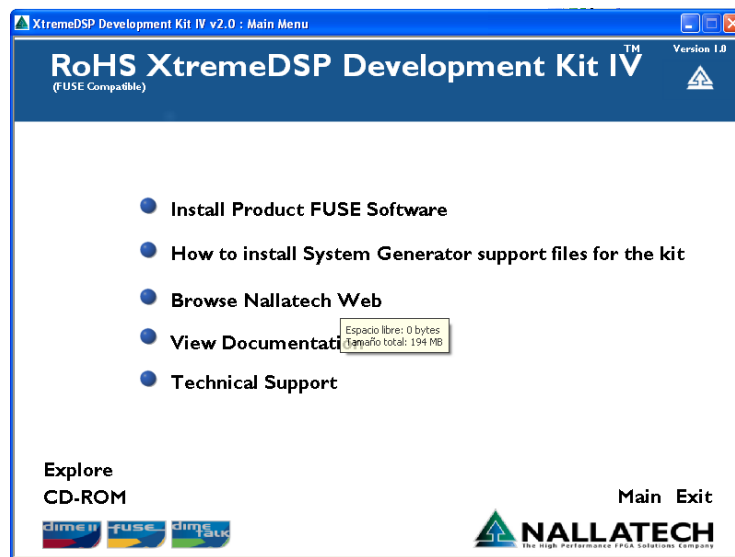 XtremeDSP Development Kit IV v2.0 : Main Menu
RoHS XtremeDSP Development Kit IV™
Version 1.0
(FUSE Compatible)
Install Product FUSE Software
How to install System Generator support files for the kit
Browse Nallatech Web
Espacio libre: 0 bytes
View Documentation
Tamaño total: 194 MB
Technical Support
Explore
CD-ROM
Main Exit
dime II
fuse
dime
talk
NALLATECH
The High Performance FPGA Solutions Company